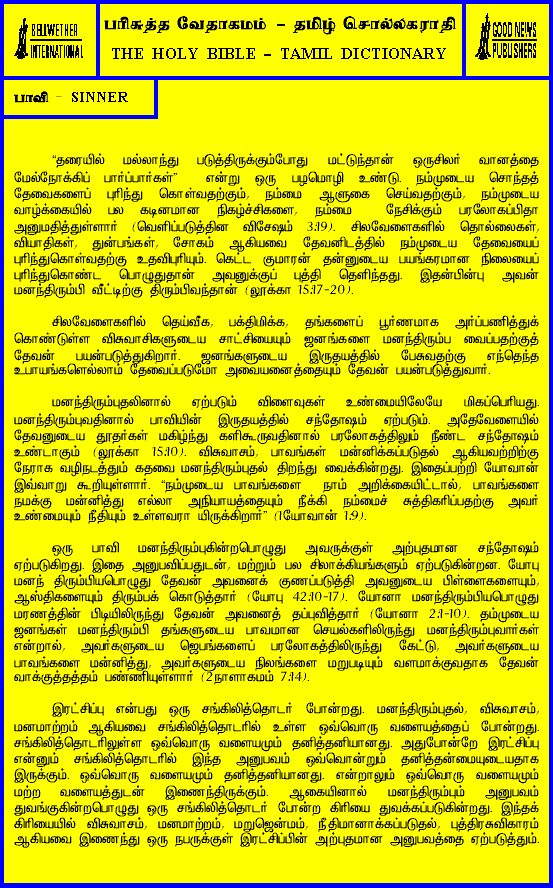 BELLWETHER
INTERNATIONAL
பரிசுத்த வேதாகமம் – தமிழ் சொல்லகராதி
THE HOLY BIBLE – TAMIL DICTIONARY
GOOD NEWS
PUBLISHERS
பாவி – SINNER
“தரையில் மல்லாந்து படுத்திருக்கும்போது மட்டுந்தான் ஒருசிலர் வானத்தை
மேல்நோக்கிப் பார்ப்பார்கள்” என்று ஒரு பழமொழி உண்டு. நம்முடைய சொந்தத்
தேவைகளைப் புரிந்து கொள்வதற்கும், நம்மை ஆளுகை செய்வதற்கும், நம்முடைய
வாழ்க்கையில் பல கடினமான நிகழ்ச்சிகளை, நம்மை நேசிக்கும் பரலோகப்பிதா
அனுமதித்துள்ளார் (வெளிப்படுத்தின விசேஷம் 3:19). சிலவேளைகளில் தொல்லைகள்,
வியாதிகள், துன்பங்கள், சோகம் ஆகியவை தேவனிடத்தில் நம்முடைய தேவையைப்
புரிந்துகொள்வதற்கு உதவிபுரியும். கெட்ட குமாரன் தன்னுடைய பயங்கரமான நிலையைப்
புரிந்துகொண்ட பொழுதுதான் அவனுக்குப் புத்தி தெளிந்தது. இதன்பின்பு அவன்
மனந்திரும்பி வீட்டிற்கு திரும்பிவந்தான் (லூக்கா 15:17-20).
சிலவேளைகளில் தெய்வீக, பக்திமிக்க, தங்களைப் பூர்ணமாக அர்ப்பணித்துக்
கொண்டுள்ள விசுவாசிகளுடைய சாட்சியையும் ஜனங்களை மனந்திரும்ப வைப்பதற்குத்
தேவன் பயன்படுத்துகிறார். ஜனங்களுடைய இருதயத்தில் பேசுவதற்கு எந்தெந்த
உபாயங்களெல்லாம் தேவைப்படுமோ அவையனைத்தையும் தேவன் பயன்படுத்துவார்.
மனந்திரும்புதலினால் ஏற்படும் விளைவுகள் உண்மையிலேயே மிகப்பெரியது.
மனந்திரும்புவதினால் பாவியின் இருதயத்தில் சந்தோஷம் ஏற்படும். அதேவேளையில்
தேவனுடைய தூதர்கள் மகிழ்ந்து களிகூருவதினால் பரலோகத்திலும் நீண்ட சந்தோஷம்
உண்டாகும் (லூக்கா 15:10). விசுவாசம், பாவங்கள் மன்னிக்கப்படுதல் ஆகியவற்றிற்கு
நேராக வழிநடத்தும் கதவை மனந்திரும்புதல் திறந்து வைக்கின்றது. இதைப்பற்றி யோவான்
இவ்வாறு கூறியுள்ளார். “நம்முடைய பாவங்களை நாம் அறிக்கையிட்டால், பாவங்களை
நமக்கு மன்னித்து எல்லா அநியாயத்தையும் நீக்கி நம்மைச் சுத்திகரிப்பதற்கு அவர்
உண்மையும் நீதியும் உள்ளவரா யிருக்கிறார்” (1யோவான் 1:9).
ஒரு பாவி மனந்திரும்புகின்றபொழுது அவருக்குள் அற்புதமான சந்தோஷம்
ஏற்படுகிறது. இதை அனுபவிப்பதுடன், மற்றும் பல சிலாக்கியங்களும் ஏற்படுகின்றன. யோபு
மனந் திரும்பியபொழுது தேவன் அவனைக் குணப்படுத்தி அவனுடைய பிள்ளைகளையும்,
ஆஸ்திகளையும் திரும்பக் கொடுத்தார் (யோபு 42:10-17). யோனா மனந்திரும்பியபொழுது
மரணத்தின் பிடியிலிருந்து தேவன் அவனைத் தப்புவித்தார் (யோனா 2:1-10). தம்முடைய
ஜனங்கள் மனந்திரும்பி தங்களுடைய பாவமான செயல்களிலிருந்து மனந்திரும்புவார்கள்
என்றால், அவர்களுடைய ஜெபங்களைப் பரலோகத்திலிருந்து கேட்டு, அவர்களுடைய
பாவங்களை மன்னித்து, அவர்களுடைய நிலங்களை மறுபடியும் வளமாக்குவதாக தேவன்
வாக்குத்தத்தம் பண்ணியுள்ளார் (2நாளாகமம் 7:14).
இரட்சிப்பு என்பது ஒரு சங்கிலித்தொடர் போன்றது. மனந்திரும்புதல், விசுவாசம்,
மனமாற்றம் ஆகியவை சங்கிலித்தொடரில் உள்ள ஒவ்வொரு வளையத்தைப் போன்றது.
சங்கிலித்தொடரிலுள்ள ஒவ்வொரு வளையமும் தனித்தனியானது. அதுபோன்றே இரட்சிப்பு
என்னும் சங்கிலித்தொடரில் இந்த அனுபவம் ஒவ்வொன்றும் தனித்தன்மையுடையதாக
இருக்கும். ஒவ்வொரு வளையமும் தனித்தனியானது. என்றாலும் ஒவ்வொரு வளையமும்
மற்ற வளையத்துடன் இணைந்திருக்கும். ஆகையினால் மனந்திரும்பும் அனுபவம்
துவங்குகின்றபொழுது ஒரு சங்கிலித்தொடர் போன்ற கிரியை துவக்கப்படுகின்றது. இந்தக்
கிரியையில் விசுவாசம், மனமாற்றம், மறுஜென்மம், நீதிமானாக்கப்படுதல், புத்திரசுவிகாரம்
ஆகியவை இணைந்து ஒரு நபருக்குள் இரட்சிப்பின் அற்புதமான அனுபவத்தை ஏற்படுத்தும்.